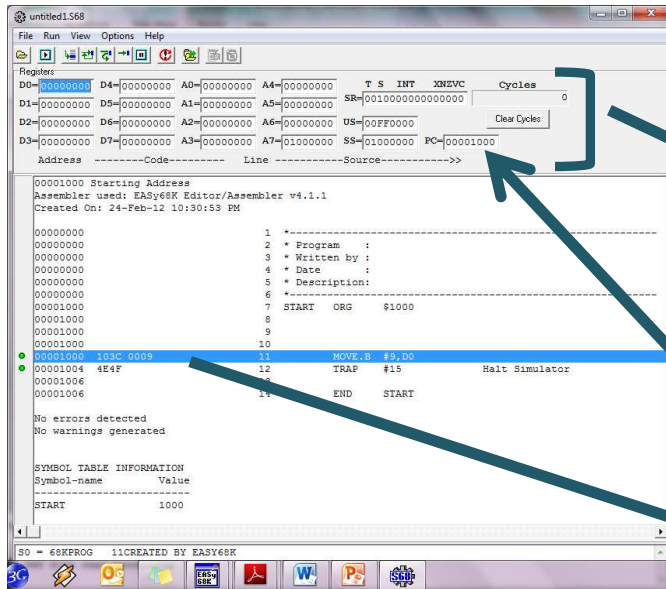 untitled1.S68
File Run View Options Help
Registers
D0=00000000 D4=00000000 A0=00000000 A4=00000000 T S INT XNZVC Cycles
D1=00000000 D5=00000000 A1=00000000 A5=00000000 SR=0010000000000000 0
D2=00000000 D6=00000000 A2=00000000 A6=00000000 US=00FF0000 Clear Cycles
D3=00000000 D7=00000000 A3=00000000 A7=01000000 SS=01000000 PC=00001000
Address --------Code--------- Line -----------Source---------->>
00001000 Starting Address
Assembler used: EASy68K Editor/Assembler v4.1.1
Created On: 24-Feb-12 10:30:53 PM
00000000 1 *-----------------------------------------------------------
00000000 2 * Program :
00000000 3 * Written by :
00000000 4 * Date :
00000000 5 * Description:
00000000 6 *-----------------------------------------------------------
00001000 7 START ORG $1000
00001000 8
00001000 9
00001000 10
00001000 103C 0009 11 MOVE.B #9,D0
00001004 4E4F 12 TRAP #15 Halt Simulator
00001006
00001006 14 END START
No errors detected
No warnings generated
SYMBOL TABLE INFORMATION
Symbol-name Value
-------------------------
START 1000
S0 = 68KPROG 11CREATED BY EASY68K
3G EASy 68K W P S68